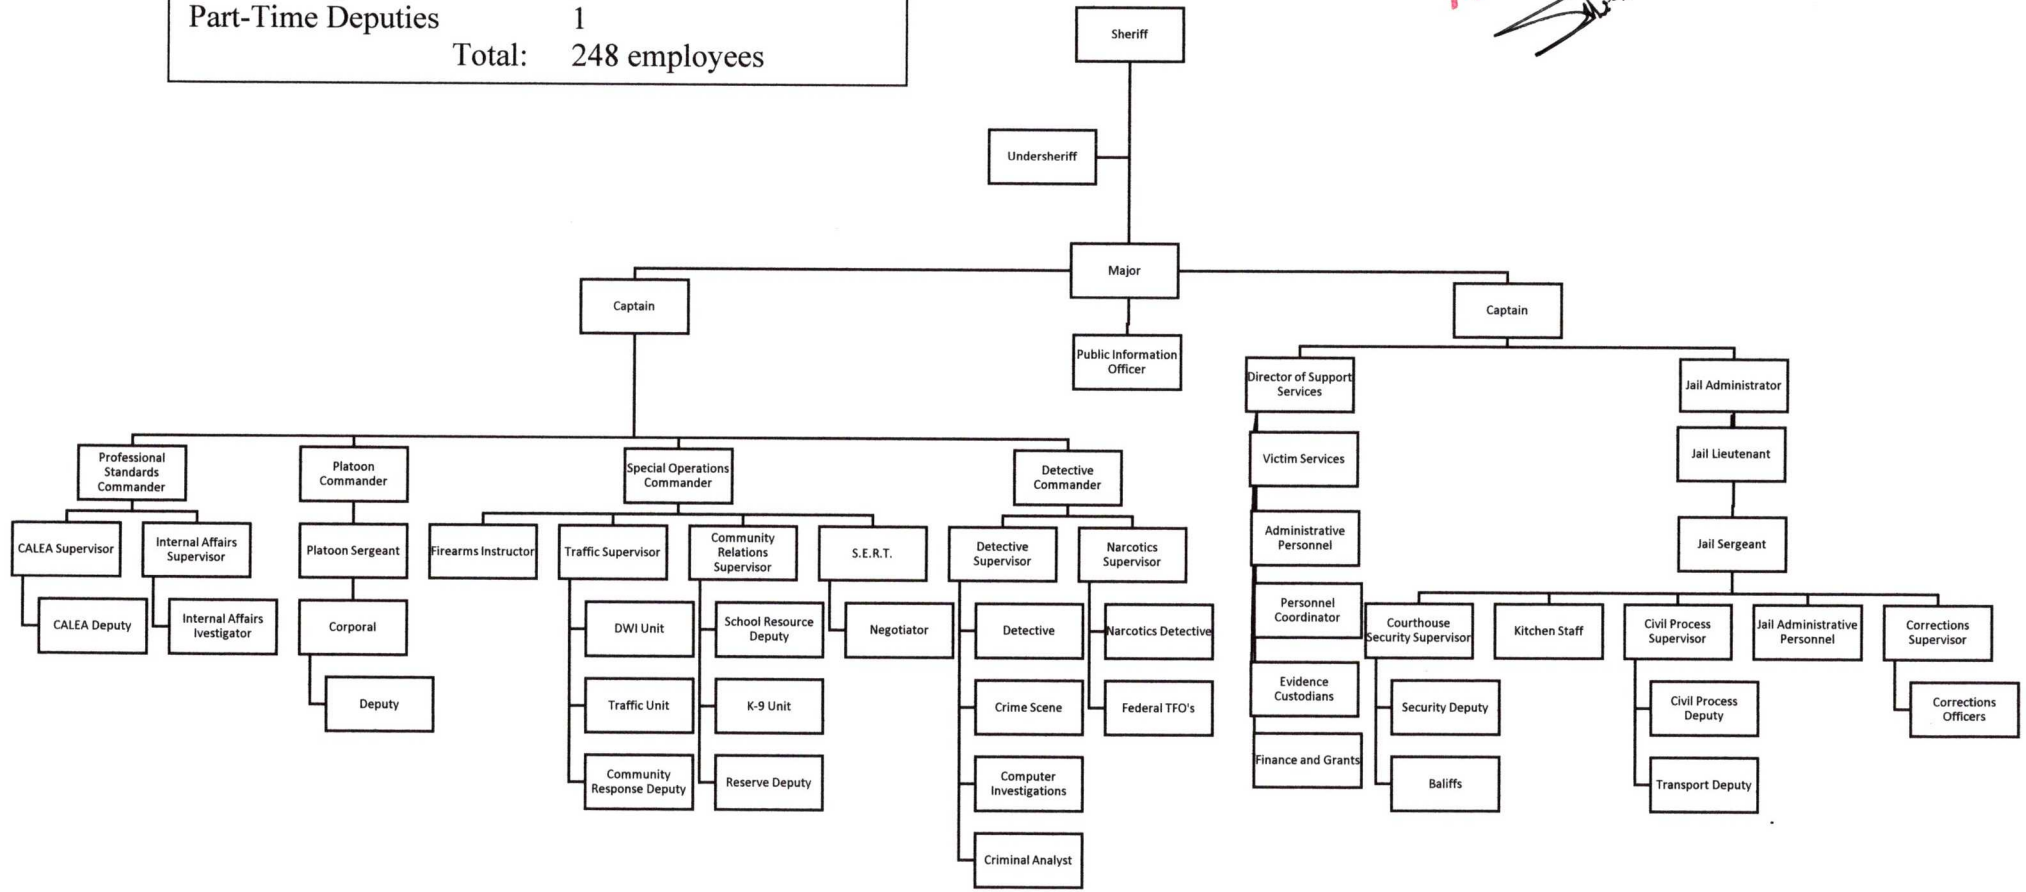 Part-Time Deputies 1
Total: 248 employees
Sheriff
Undersheriff
Major
Captain
Captain
Public Information
Officer
Director of Support
Services
Jail Administrator
Victim Services
Jail Lieutenant
Administrative
Personnel
Jail Sergeant
Personnel
Coordinator
Evidence
Custodians
Finance and Grants
Professional
Standards
Commander
Platoon
Commander
Special Operations
Commander
Detective
Commander
CALEA Supervisor
Internal Affairs
Supervisor
Platoon Sergeant
Firearms Instructor
Traffic Supervisor
Community
Relations
Supervisor
S.E.R.T.
Detective
Supervisor
Narcotics
Supervisor
CALEA Deputy
Internal Affairs
Ivestigator
Corporal
DWI Unit
School Resource
Deputy
Negotiator
Detective
Narcotics Detective
Courthouse
Security Supervisor
Kitchen Staff
Civil Process
Supervisor
Jail Administrative
Personnel
Corrections
Supervisor
Deputy
Traffic Unit
K-9 Unit
Crime Scene
Federal TFO's
Security Deputy
Civil Process
Deputy
Corrections
Officers
Community
Response Deputy
Reserve Deputy
Computer
Investigations
Baliffs
Transport Deputy
Criminal Analyst